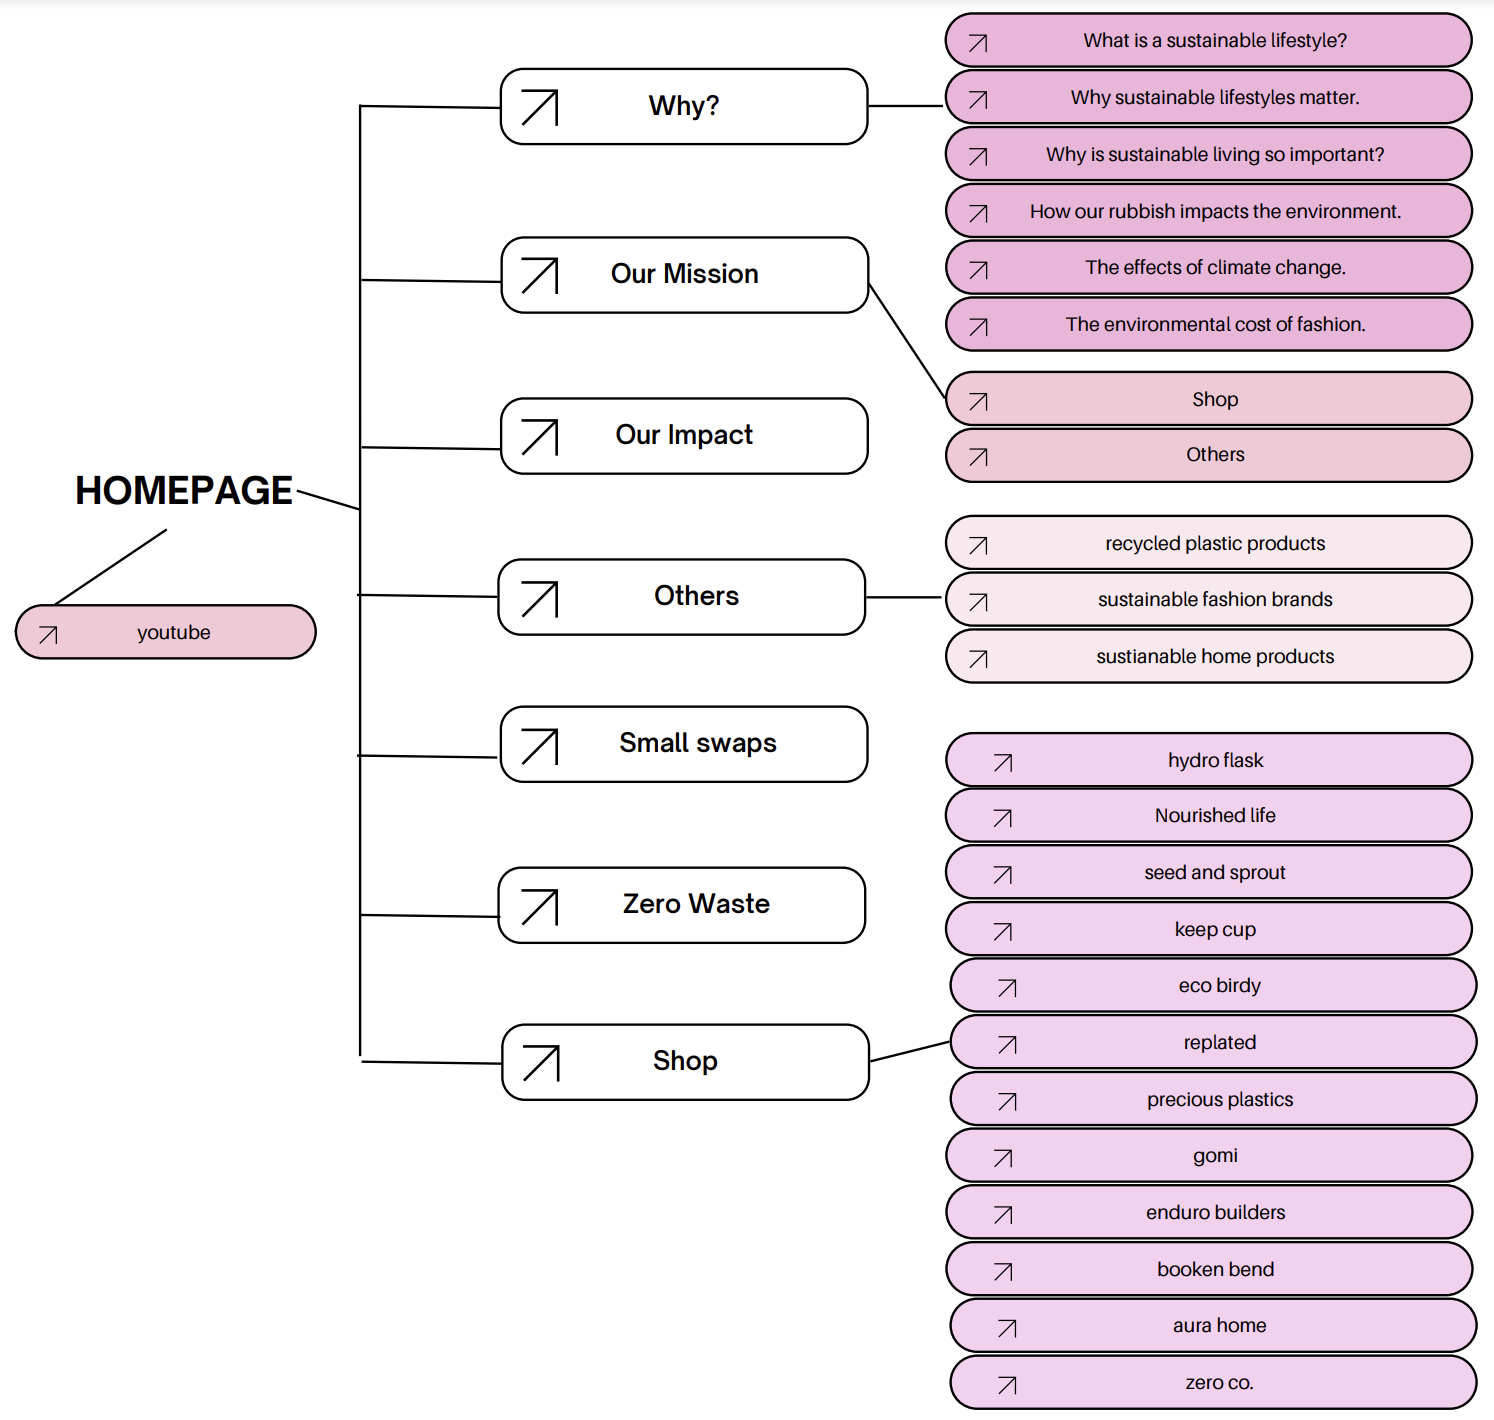 HOMEPAGE
youtube
Why?
What is a sustainable lifestyle?
Why sustainable lifestyles matter.
Why is sustainable living so important?
How our rubbish impacts the environment.
The effects of climate change.
The environmental cost of fashion.
Our Mission
Shop
Others
Our Impact
Others
recycled plastic products
sustainable fashion brands
sustianable home products
Small swaps
Zero Waste
Shop
hydro flask
Nourished life
seed and sprout
keep cup
eco birdy
replated
precious plastics
gomi
enduro builders
booken bend
aura home
zero co.